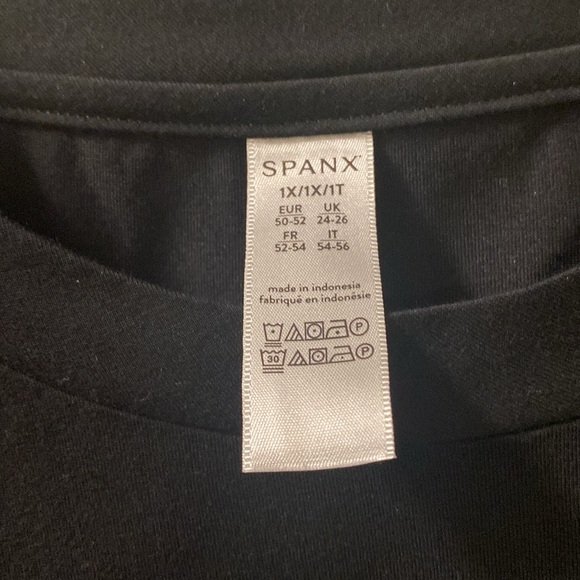 SPANX
1X/1X/1T
EUR UK
50-52 24-26
FR IT
52-54 54-56
made in indonesia
fabriqué en indonésie
P
30 P